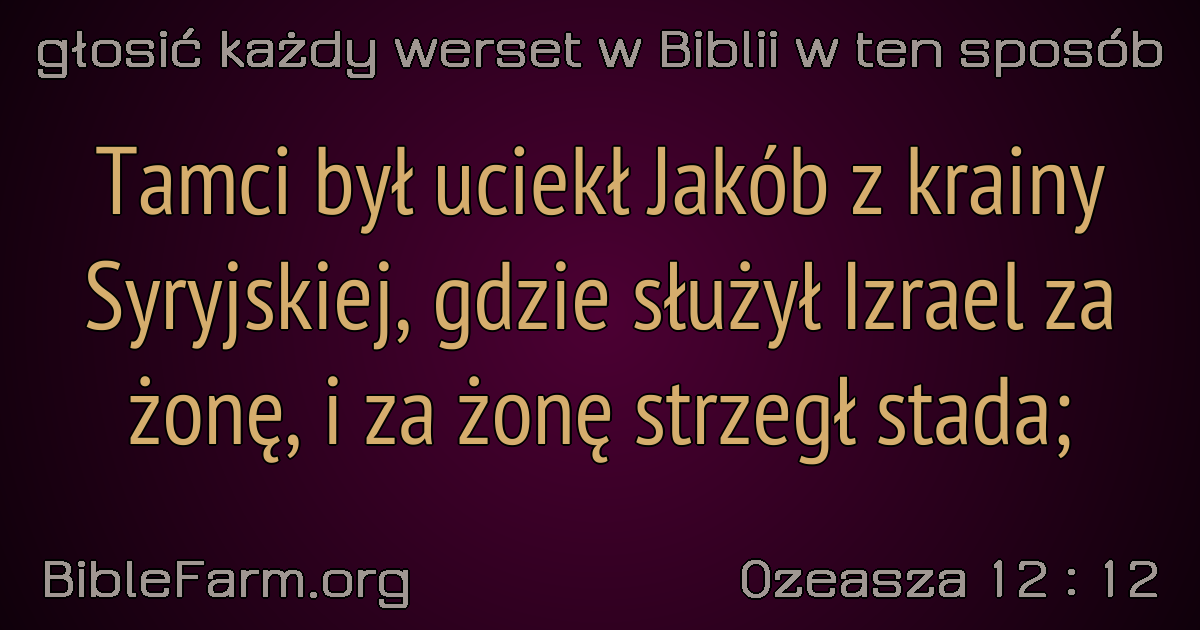 głosić każdy werset w Biblii w ten sposób
Tamci był uciekł Jakób z krainy
Syryjskiej, gdzie służył Izrael za
żonę, i za żonę strzegł stada;
BibleFarm.org
Ozeasza 12 : 12